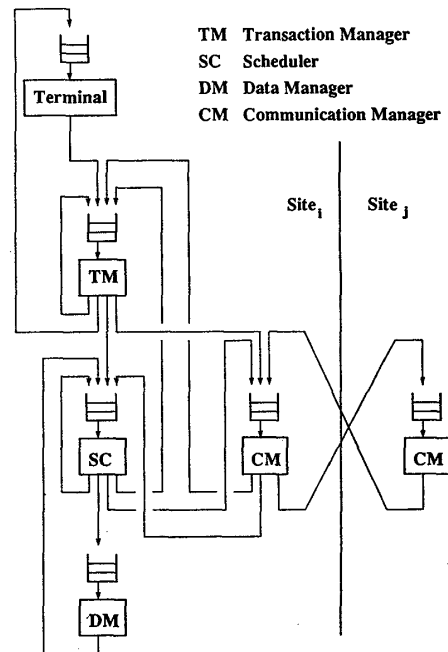 TM Transaction Manager
SC Scheduler
DM Data Manager
CM Communication Manager
Terminal
Site i
Site j
TM
SC
CM
CM
DM